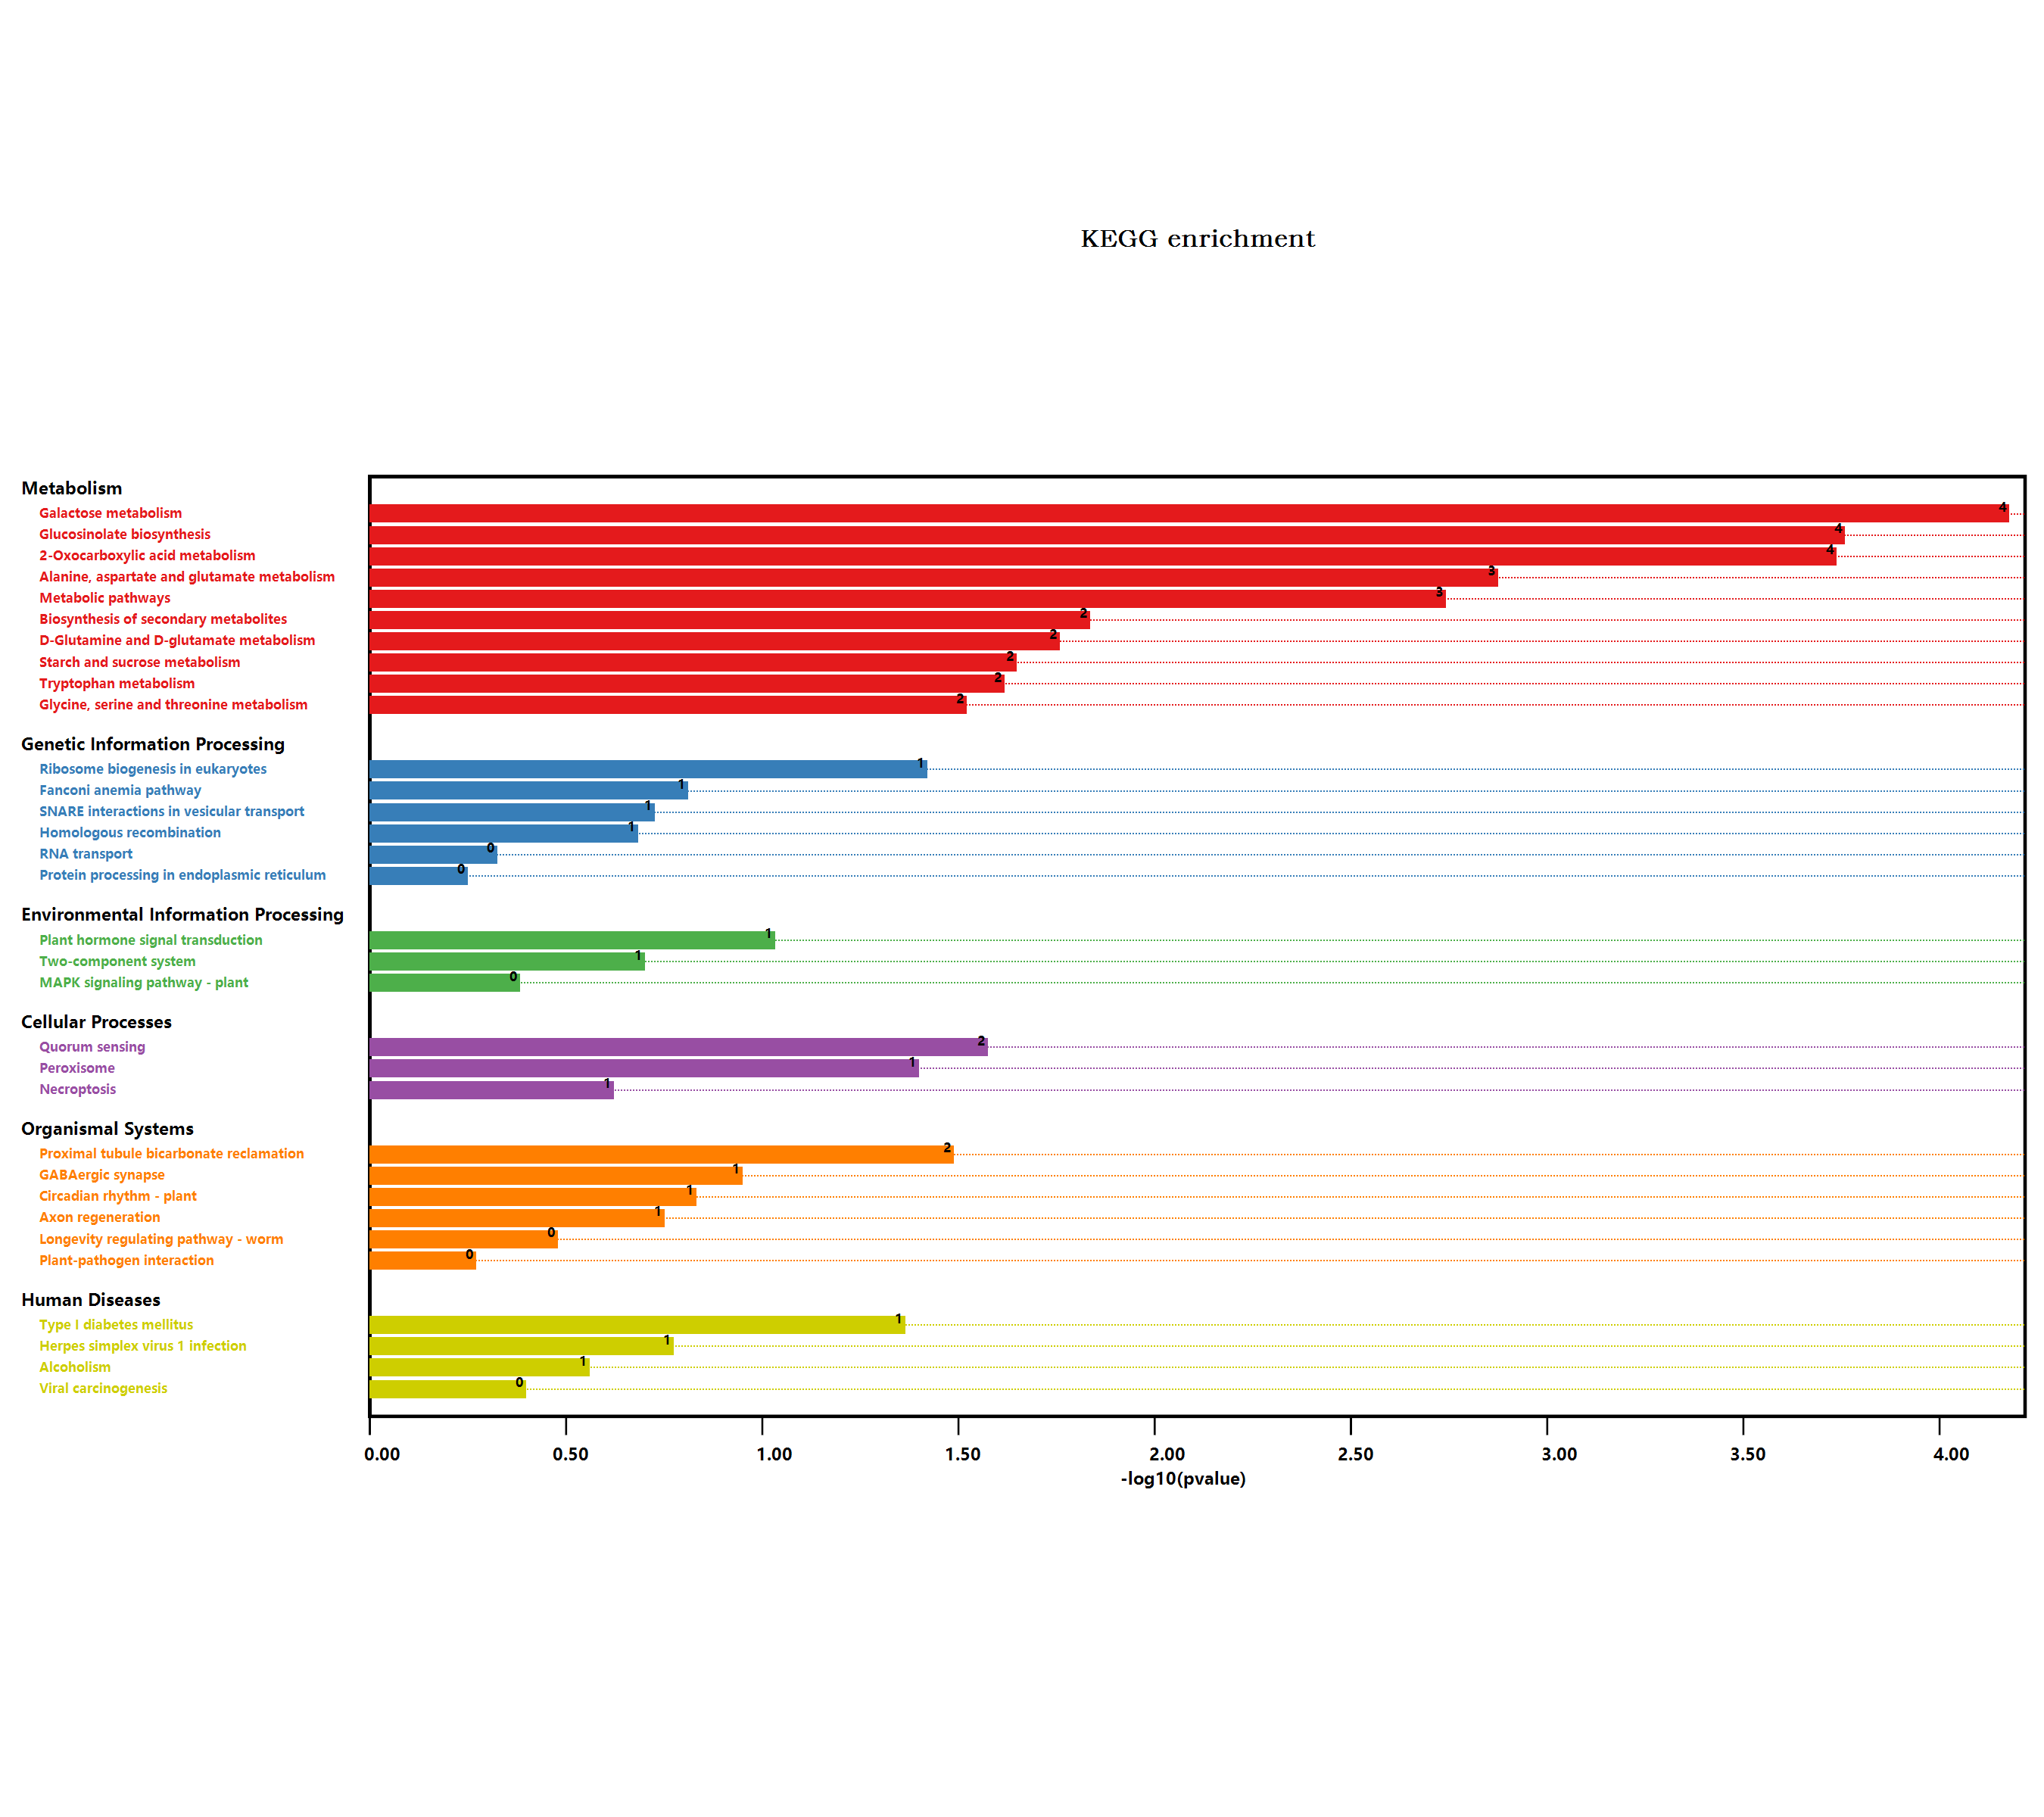 KEGG enrichment
Metabolism
Galactose metabolism 4
Glucosinolate biosynthesis 4
2-Oxocarboxylic acid metabolism 4
Alanine, aspartate and glutamate metabolism 3
Metabolic pathways 3
Biosynthesis of secondary metabolites 2
D-Glutamine and D-glutamate metabolism 2
Starch and sucrose metabolism 2
Tryptophan metabolism 2
Glycine, serine and threonine metabolism 2
Genetic Information Processing
Ribosome biogenesis in eukaryotes 1
Fanconi anemia pathway 1
SNARE interactions in vesicular transport 1
Homologous recombination 1
RNA transport 0
Protein processing in endoplasmic reticulum 0
Environmental Information Processing
Plant hormone signal transduction 1
Two-component system 1
MAPK signaling pathway - plant 0
Cellular Processes
Quorum sensing 2
Peroxisome 1
Necroptosis 1
Organismal Systems
Proximal tubule bicarbonate reclamation 2
GABAergic synapse 1
Circadian rhythm - plant 1
Axon regeneration 1
Longevity regulating pathway - worm 0
Plant-pathogen interaction 0
Human Diseases
Type I diabetes mellitus 1
Herpes simplex virus 1 infection 1
Alcoholism 1
Viral carcinogenesis 0
0.00 0.50 1.00 1.50 2.00 2.50 3.00 3.50 4.00
-log10(pvalue)